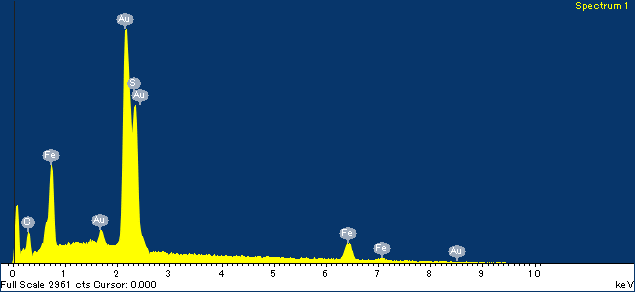 Spectrum 1
Au
S
Au
Fe
C
Au
Fe
Fe
Au
0 1 2 3 4 5 6 7 8 9 10
Full Scale 2961 cts Cursor: 0.000 keV